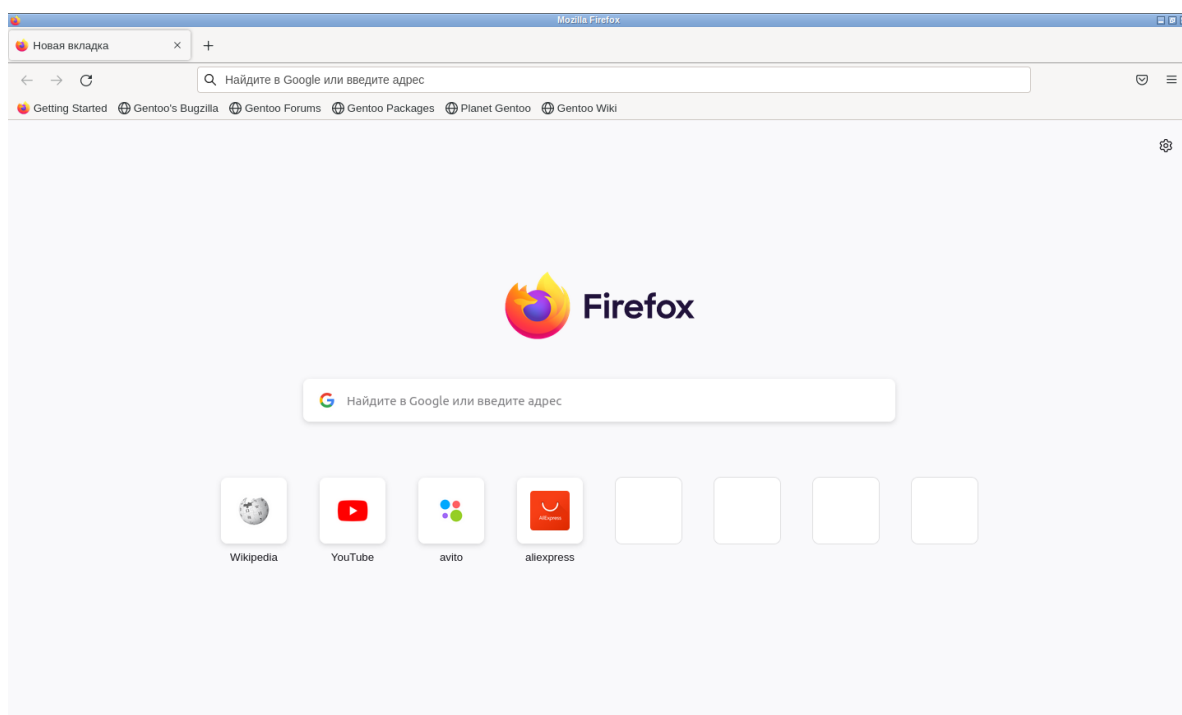 Mozilla Firefox
Новая вкладка
Найдите в Google или введите адрес
Getting Started Gentoo's Bugzilla Gentoo Forums Gentoo Packages Planet Gentoo Gentoo Wiki
Firefox
Найдите в Google или введите адрес
AliExpress
Wikipedia YouTube avito aliexpress